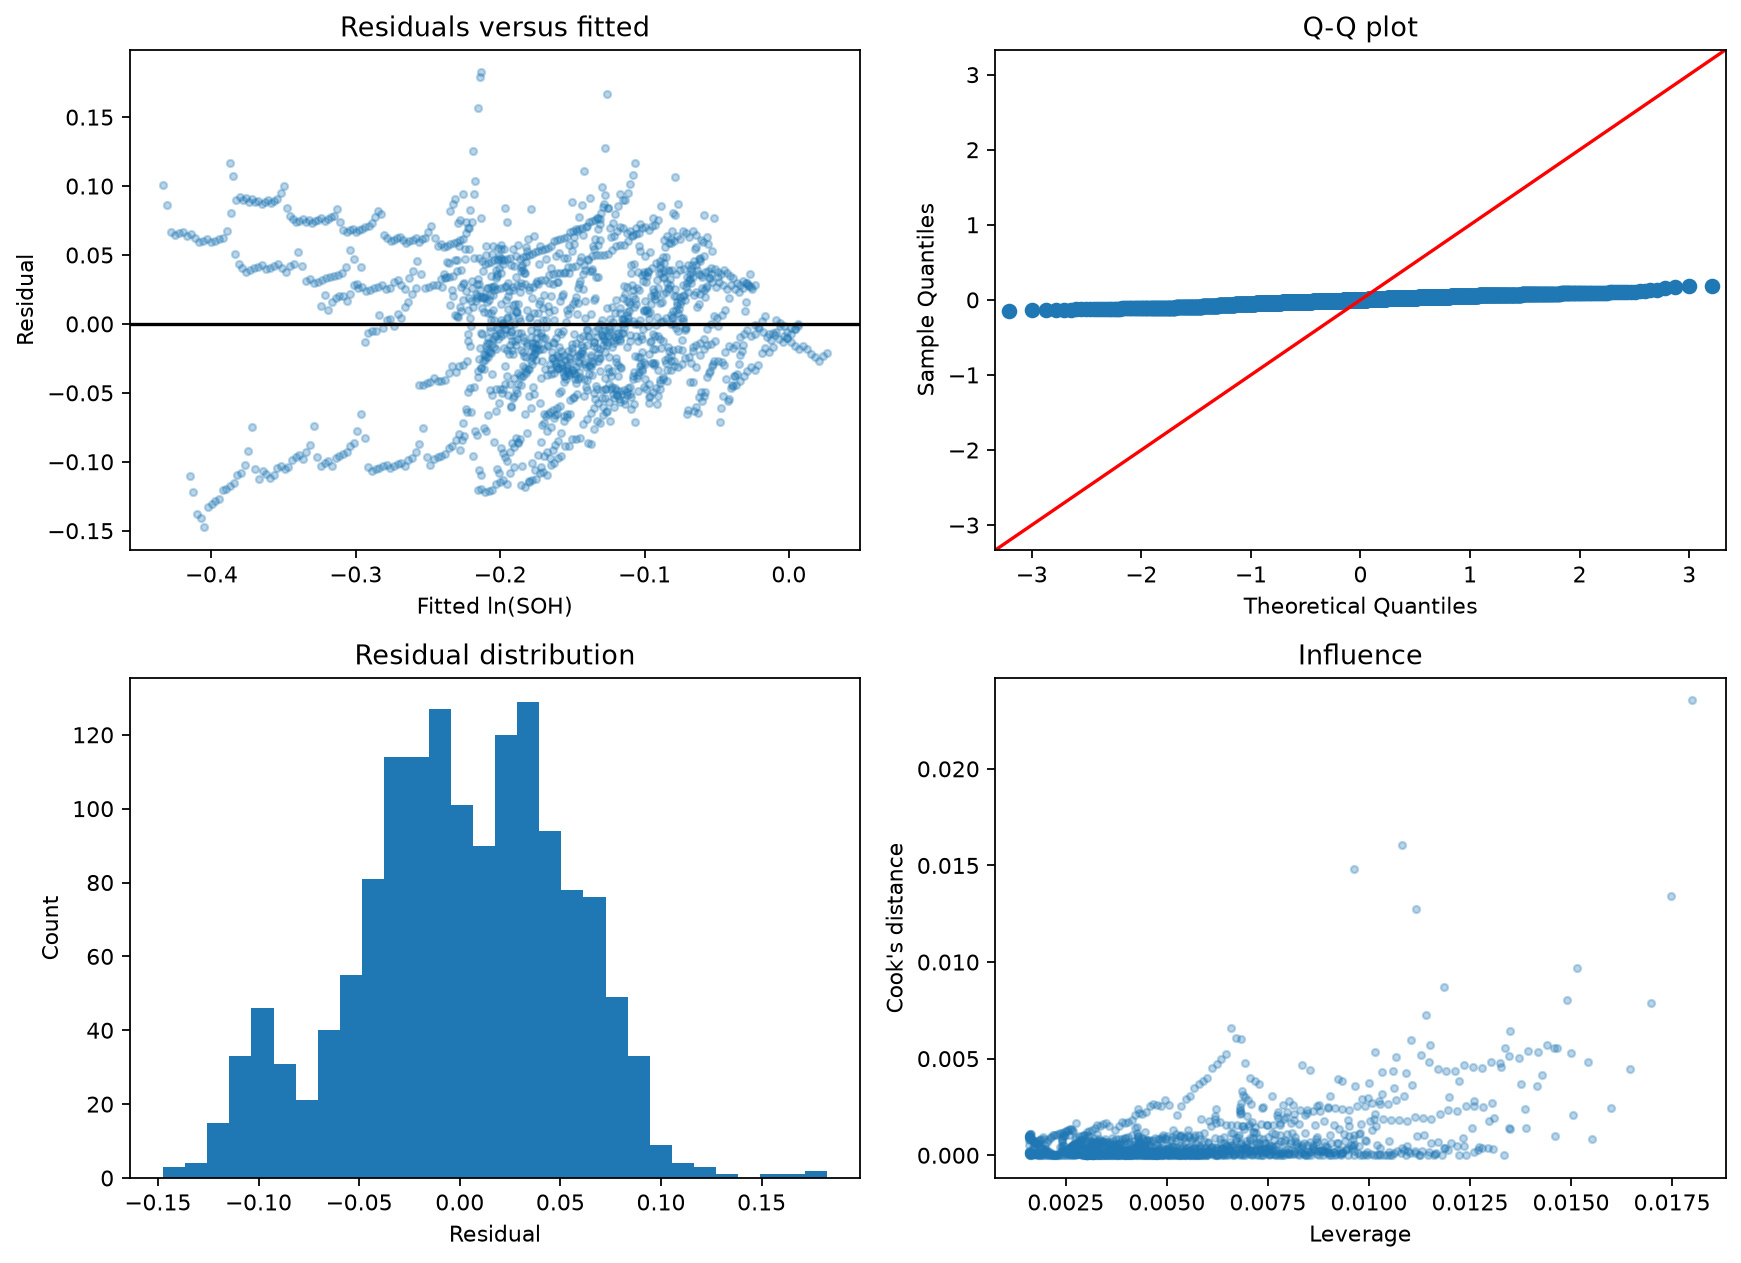 Residuals versus fitted
0.15
0.10
0.05
0.00
−0.05
−0.10
−0.15
Residual
−0.4 −0.3 −0.2 −0.1 0.0
Fitted ln(SOH)
Q-Q plot
3
2
1
0
−1
−2
−3
Sample Quantiles
−3 −2 −1 0 1 2 3
Theoretical Quantiles
Residual distribution
120
100
80
60
40
20
0
Count
−0.15 −0.10 −0.05 0.00 0.05 0.10 0.15
Residual
Influence
0.020
0.015
0.010
0.005
0.000
Cook's distance
0.0025 0.0050 0.0075 0.0100 0.0125 0.0150 0.0175
Leverage